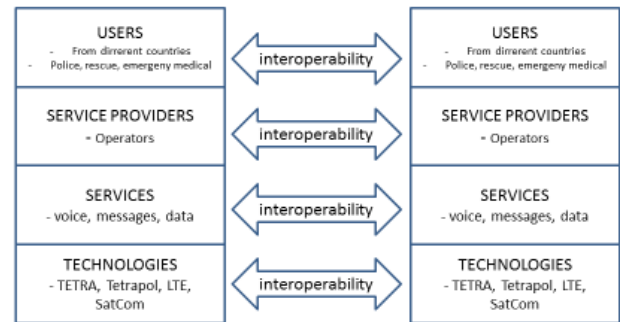 USERS
- From dirrerent countries
- Police, rescue, emergeny medical
SERVICE PROVIDERS
- Operators
SERVICES
- voice, messages, data
TECHNOLOGIES
- TETRA, Tetrapol, LTE,
SatCom
interoperability
interoperability
interoperability
interoperability
USERS
- From dirrerent countries
- Police, rescue, emergeny medical
SERVICE PROVIDERS
- Operators
SERVICES
- voice, messages, data
TECHNOLOGIES
- TETRA, Tetrapol, LTE,
SatCom